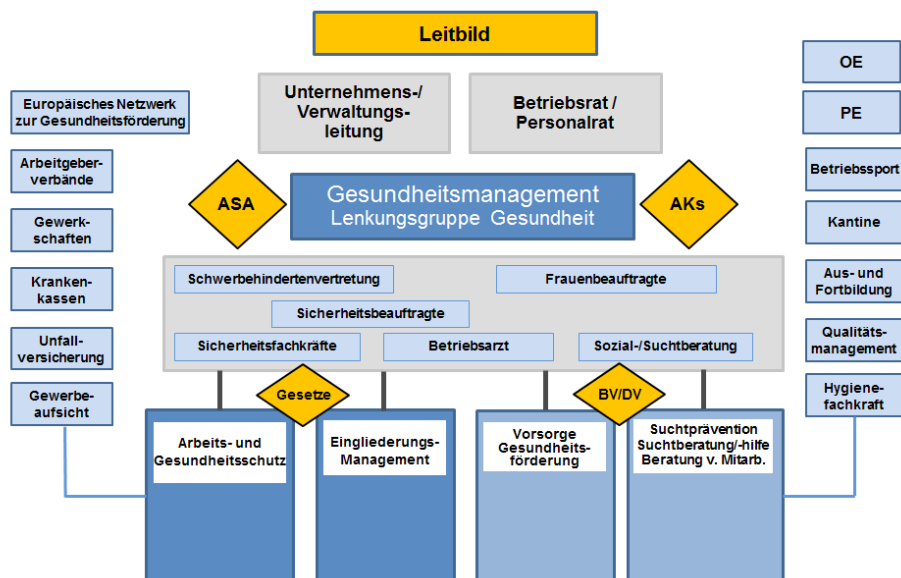 Leitbild
Unternehmens-/
Verwaltungs-
leitung
Betriebsrat /
Personalrat
ASA
Gesundheitsmanagement
Lenkungsgruppe Gesundheit
AKs
Europäisches Netzwerk
zur Gesundheitsförderung
Arbeitgeber-
verbände
Gewerk-
schaften
Kranken-
kassen
Unfall-
versicherung
Gewerbe-
aufsicht
OE
PE
Betriebssport
Kantine
Aus- und
Fortbildung
Qualitäts-
management
Hygiene-
fachkraft
Schwerbehindertenvertretung
Frauenbeauftragte
Sicherheitsbeauftragte
Sicherheitsfachkräfte
Betriebsarzt
Sozial-/Suchtberatung
Gesetze
BV/DV
Arbeits- und
Gesundheitsschutz
Eingliederungs-
Management
Vorsorge
Gesundheits-
förderung
Suchtprävention
Suchtberatung/-hilfe
Beratung v. Mitarb.